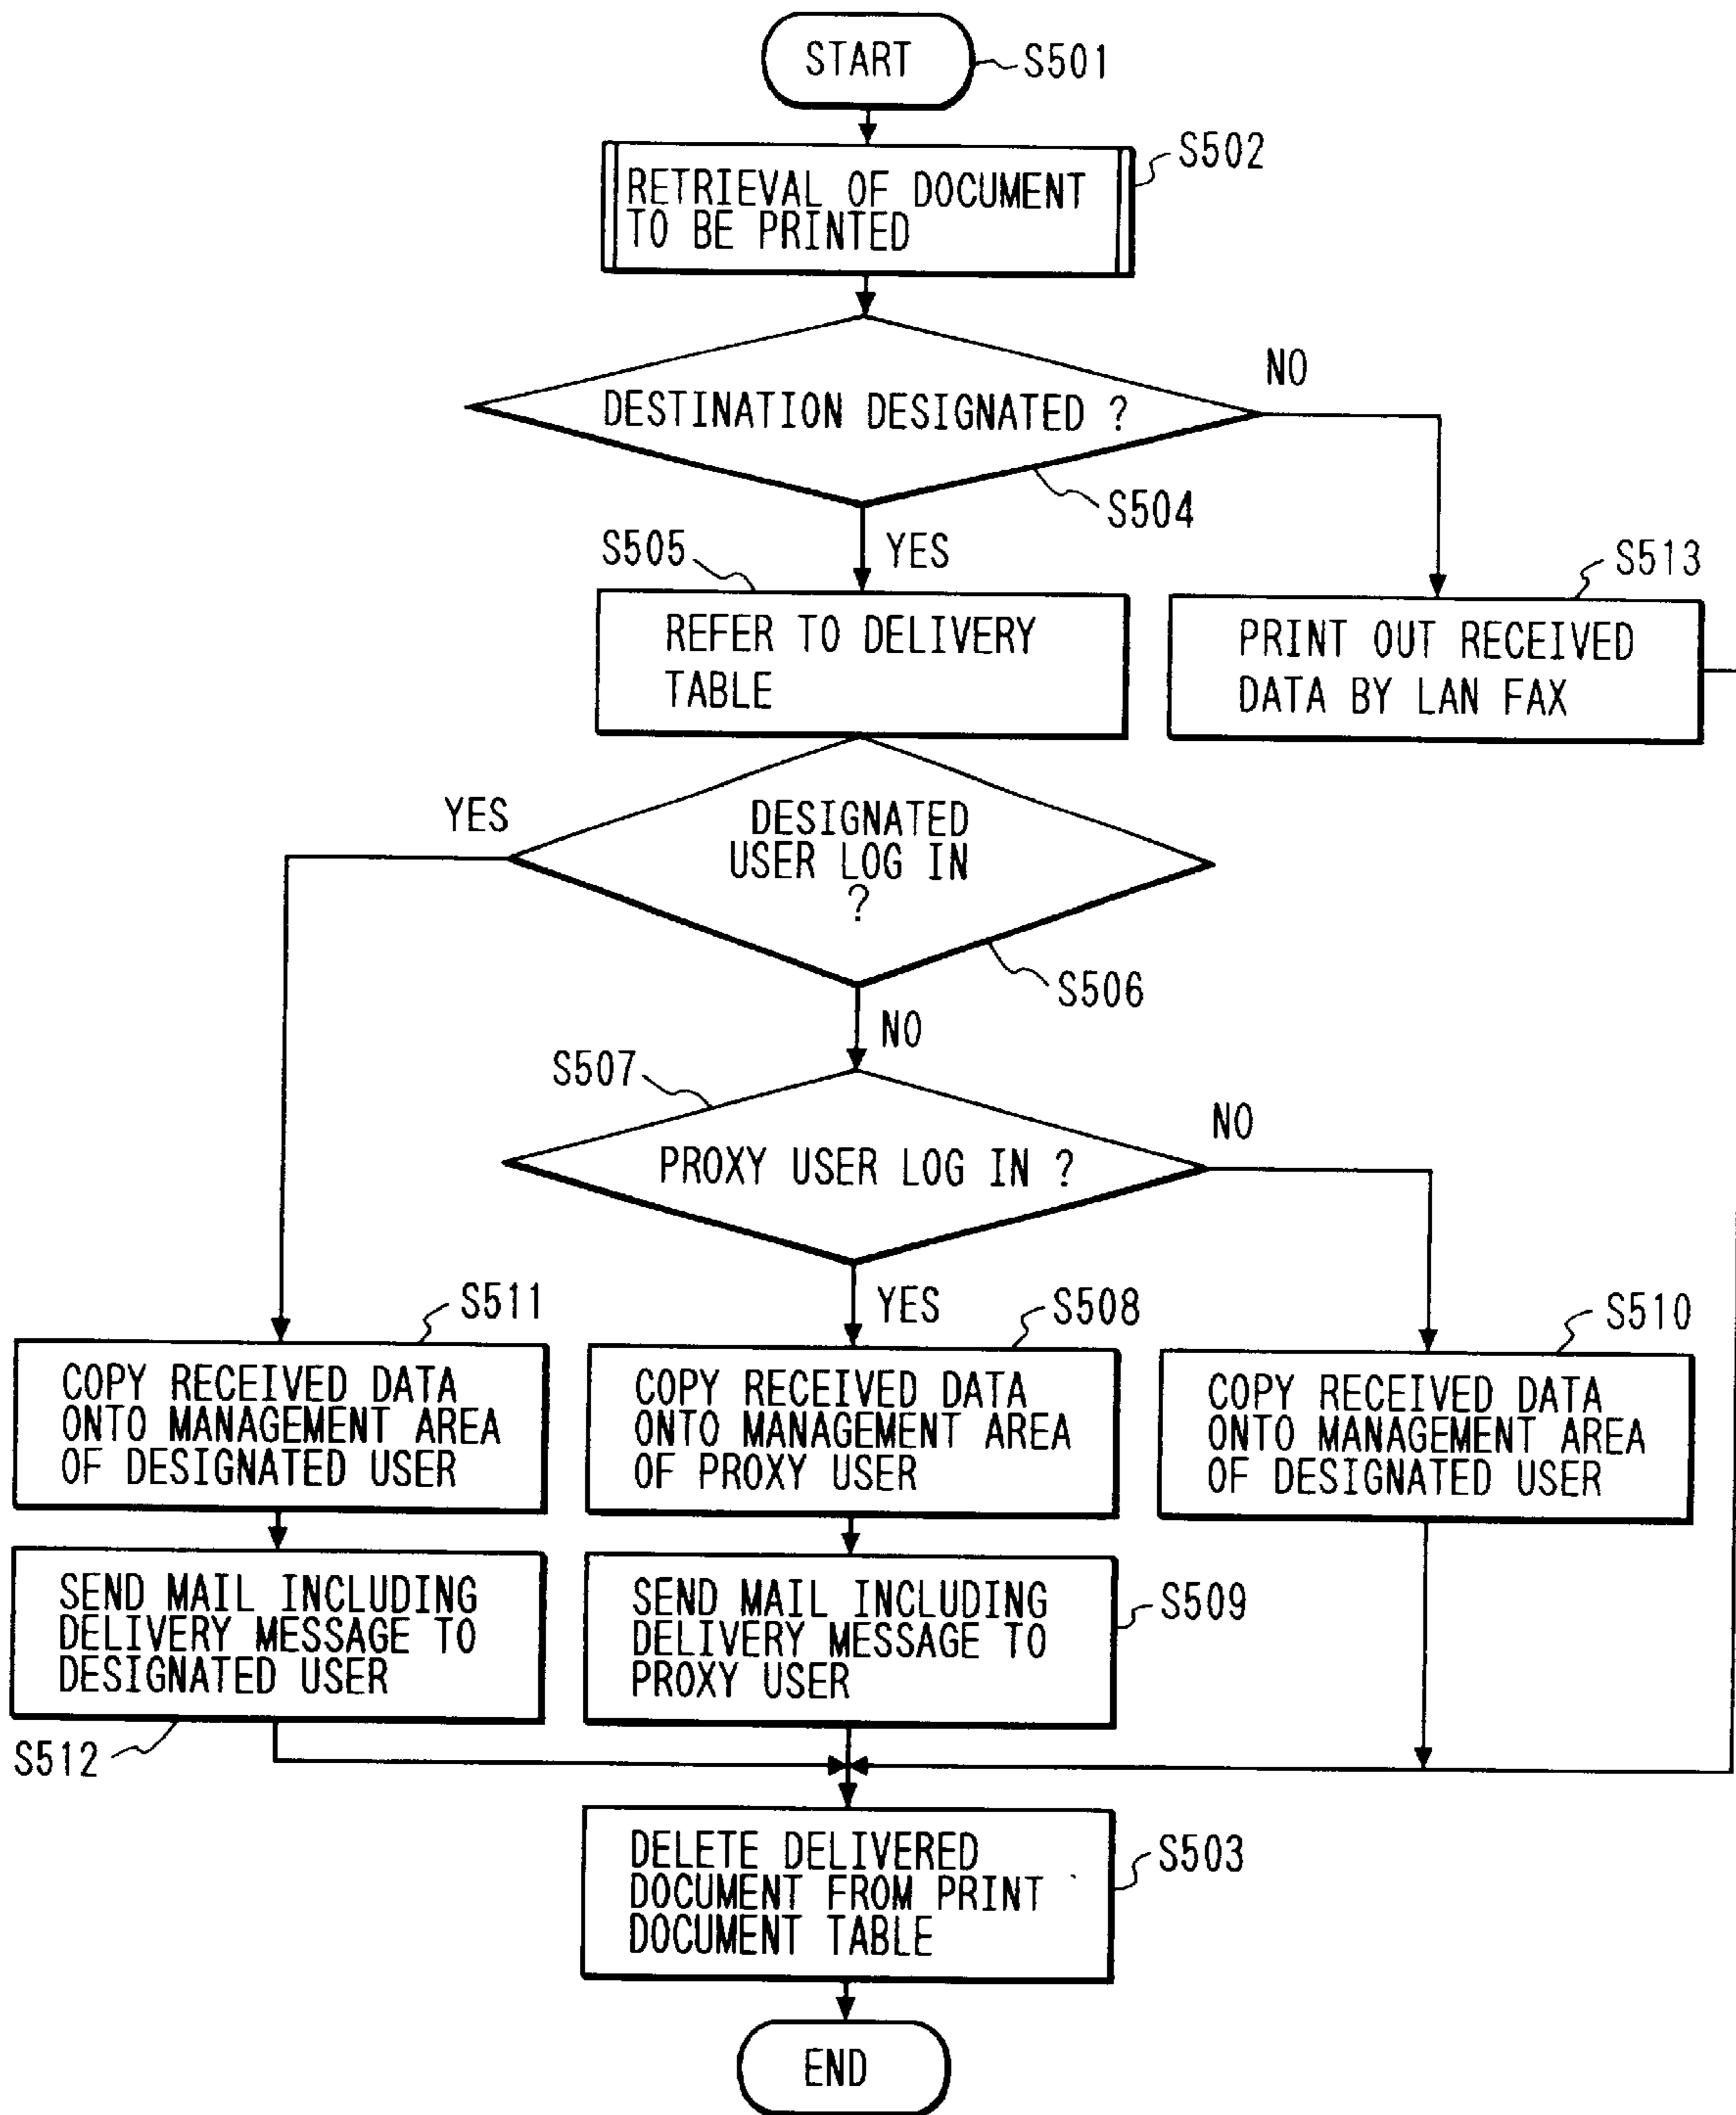 START
S501
S502
RETRIEVAL OF DOCUMENT
TO BE PRINTED
NO
DESTINATION DESIGNATED ?
S504
YES
S505
S513
REFER TO DELIVERY
TABLE
PRINT OUT RECEIVED
DATA BY LAN FAX
YES
DESIGNATED
USER LOG IN
?
S506
NO
S507
NO
PROXY USER LOG IN ?
YES
S511
S508
S510
COPY RECEIVED DATA
ONTO MANAGEMENT AREA
OF DESIGNATED USER
COPY RECEIVED DATA
ONTO MANAGEMENT AREA
OF PROXY USER
COPY RECEIVED DATA
ONTO MANAGEMENT AREA
OF DESIGNATED USER
SEND MAIL INCLUDING
DELIVERY MESSAGE TO
DESIGNATED USER
SEND MAIL INCLUDING
DELIVERY MESSAGE TO
PROXY USER
S509
S512
DELETE DELIVERED
DOCUMENT FROM PRINT
DOCUMENT TABLE
S503
END